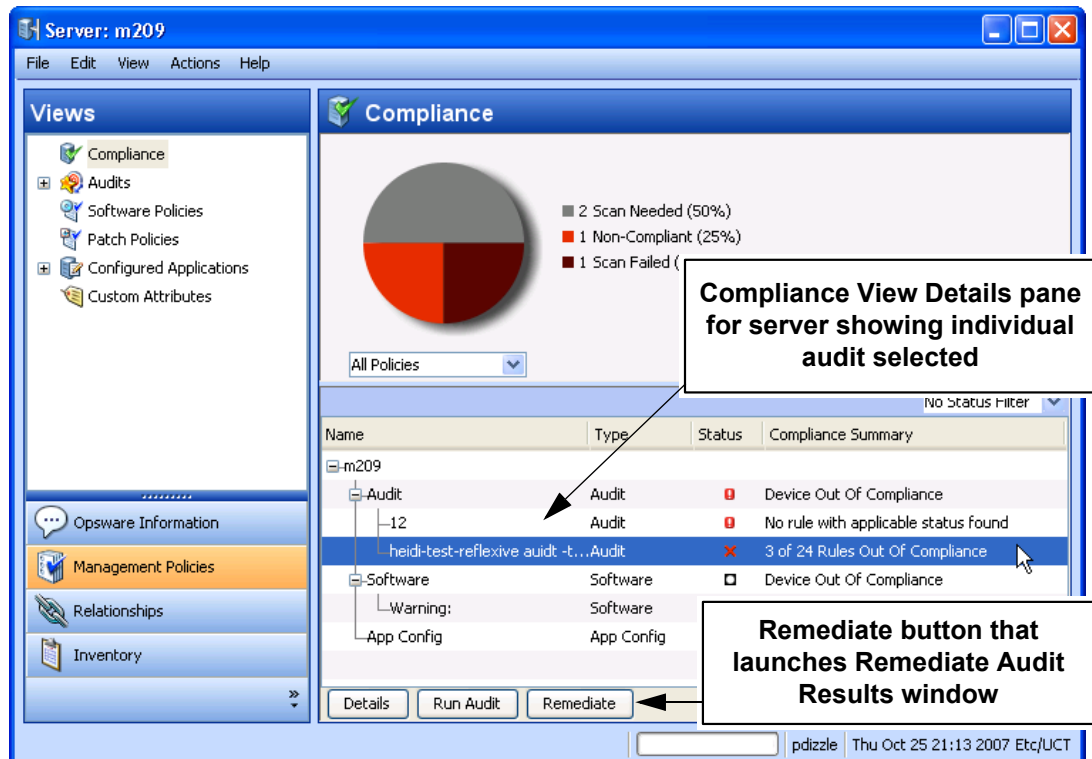 Server: m209
File Edit View Actions Help
Views
Compliance
Audits
Software Policies
Patch Policies
Configured Applications
Custom Attributes
Opsware Information
Management Policies
Relationships
Inventory
Compliance
2 Scan Needed (50%)
1 Non-Compliant (25%)
1 Scan Failed (
Compliance View Details pane
for server showing individual
audit selected
All Policies
No Status Filter
Name Type Status Compliance Summary
m209
Audit Audit Device Out Of Compliance
12 Audit No rule with applicable status found
heidi-test-reflexive auidt -t... Audit 3 of 24 Rules Out Of Compliance
Software Software Device Out Of Compliance
Warning: Software
App Config App Config
Remediate button that
launches Remediate Audit
Results window
Details Run Audit Remediate
pdizzle Thu Oct 25 21:13 2007 Etc/UCT